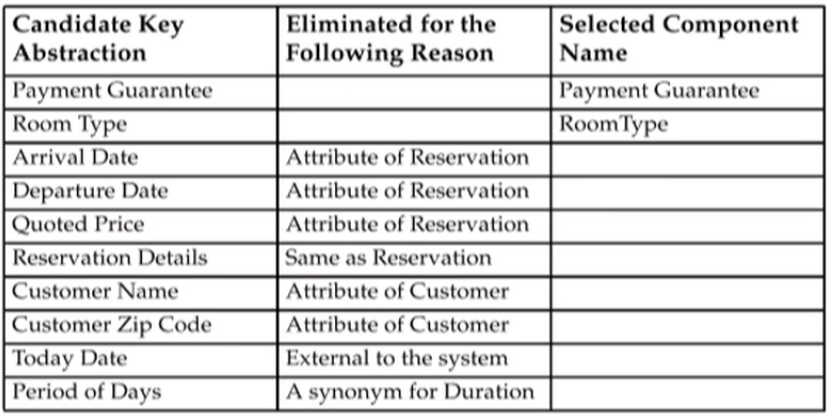 Candidate Key Abstraction | Eliminated for the Following Reason | Selected Component Name
Payment Guarantee | | Payment Guarantee
Room Type | | RoomType
Arrival Date | Attribute of Reservation |
Departure Date | Attribute of Reservation |
Quoted Price | Attribute of Reservation |
Reservation Details | Same as Reservation |
Customer Name | Attribute of Customer |
Customer Zip Code | Attribute of Customer |
Today Date | External to the system |
Period of Days | A synonym for Duration |